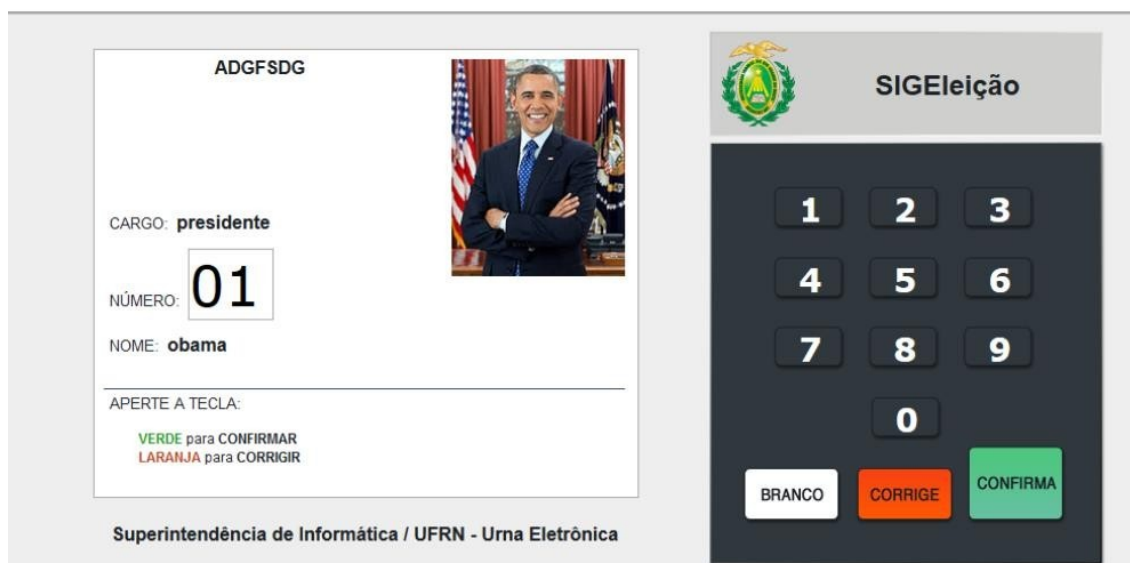 ADGFSDG
CARGO: presidente
NÚMERO: 01
NOME: obama
APERTE A TECLA:
VERDE para CONFIRMAR
LARANJA para CORRIGIR
Superintendência de Informática / UFRN - Urna Eletrônica
SIGEleição
1 2 3
4 5 6
7 8 9
0
BRANCO CORRIGE CONFIRMA